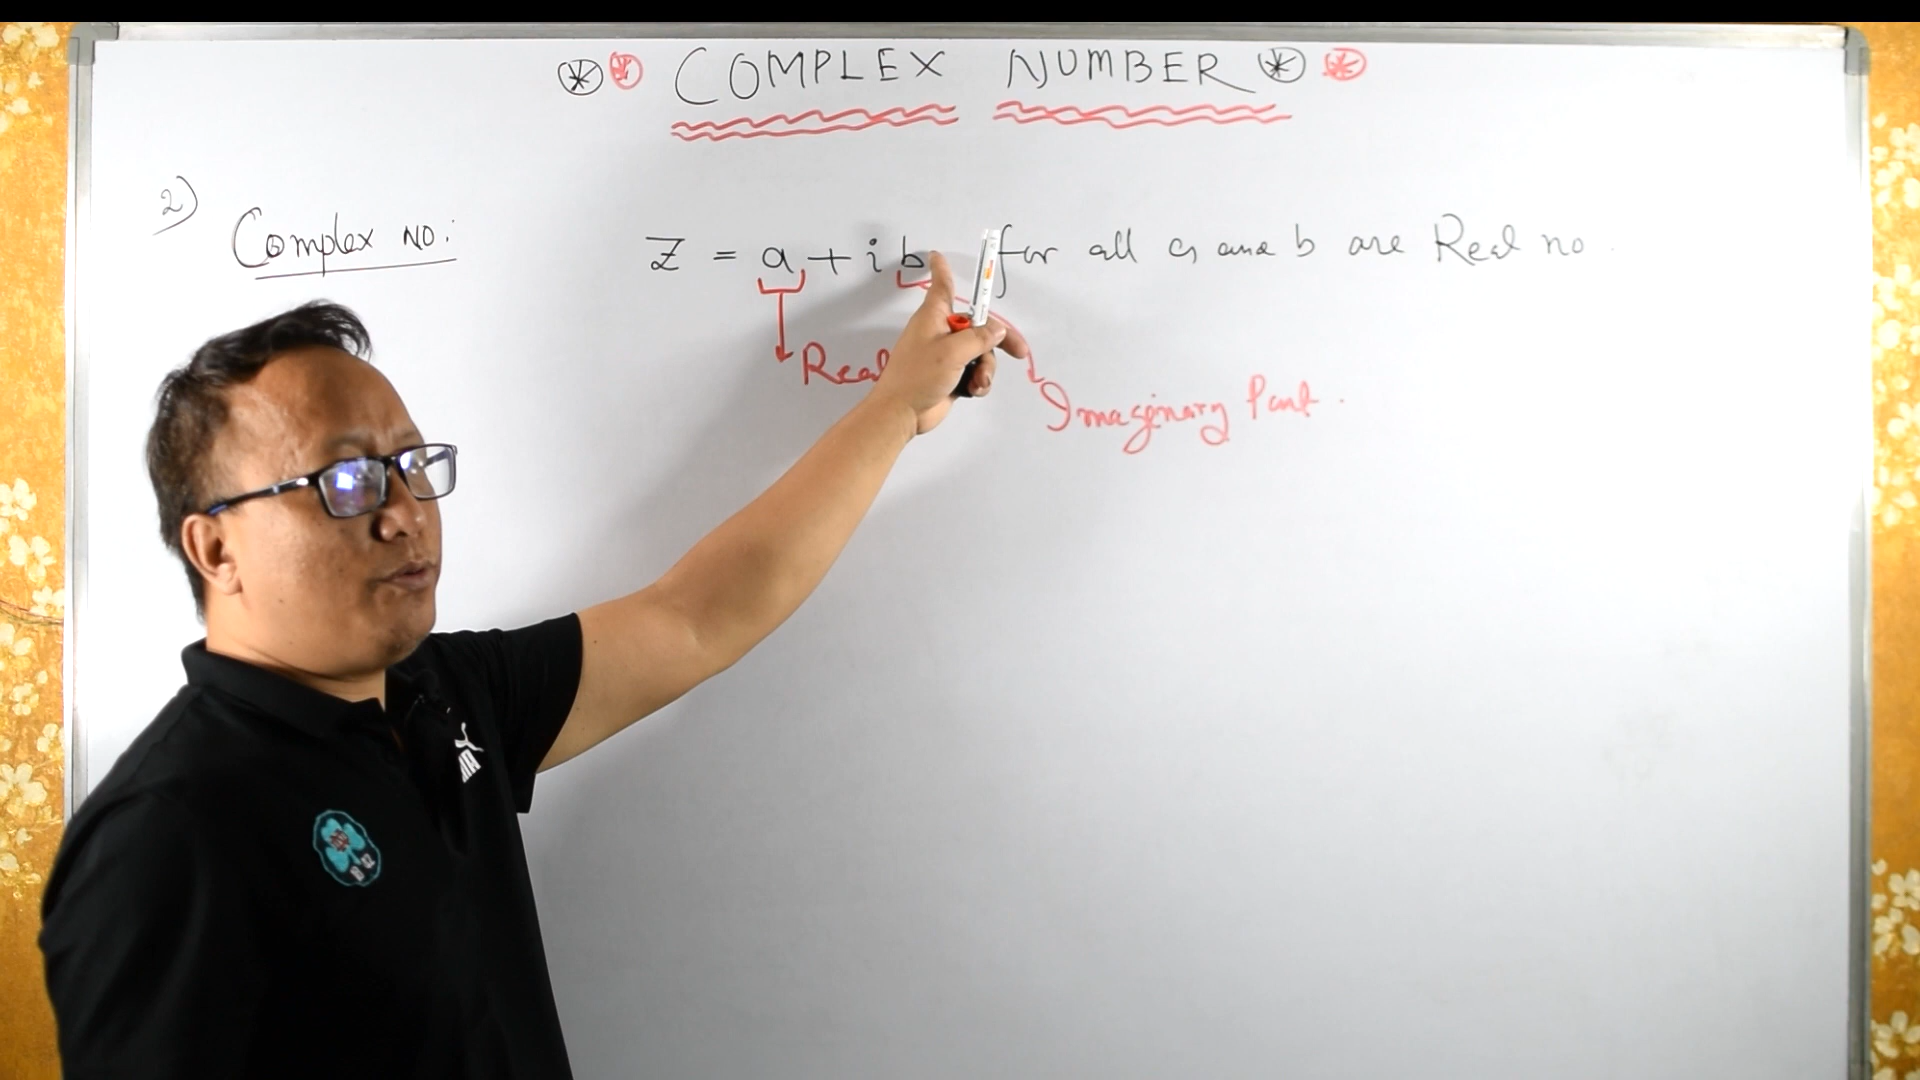 COMPLEX NUMBER
2) Complex NO:
Z = a + ib for all a and b are Real no.
Real
Imaginary Part.